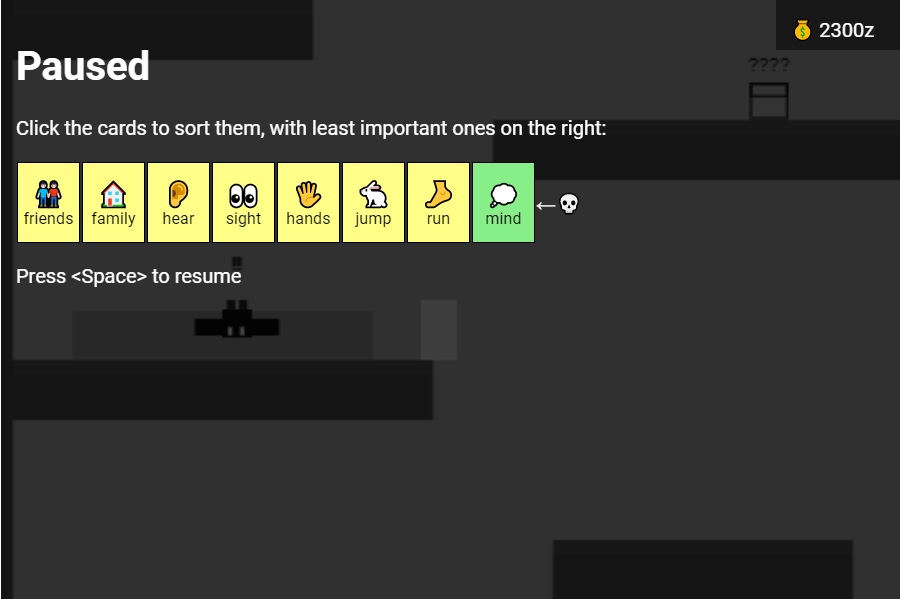 2300z
Paused
????
Click the cards to sort them, with least important ones on the right:
friends family hear sight hands jump run mind
Press <Space> to resume